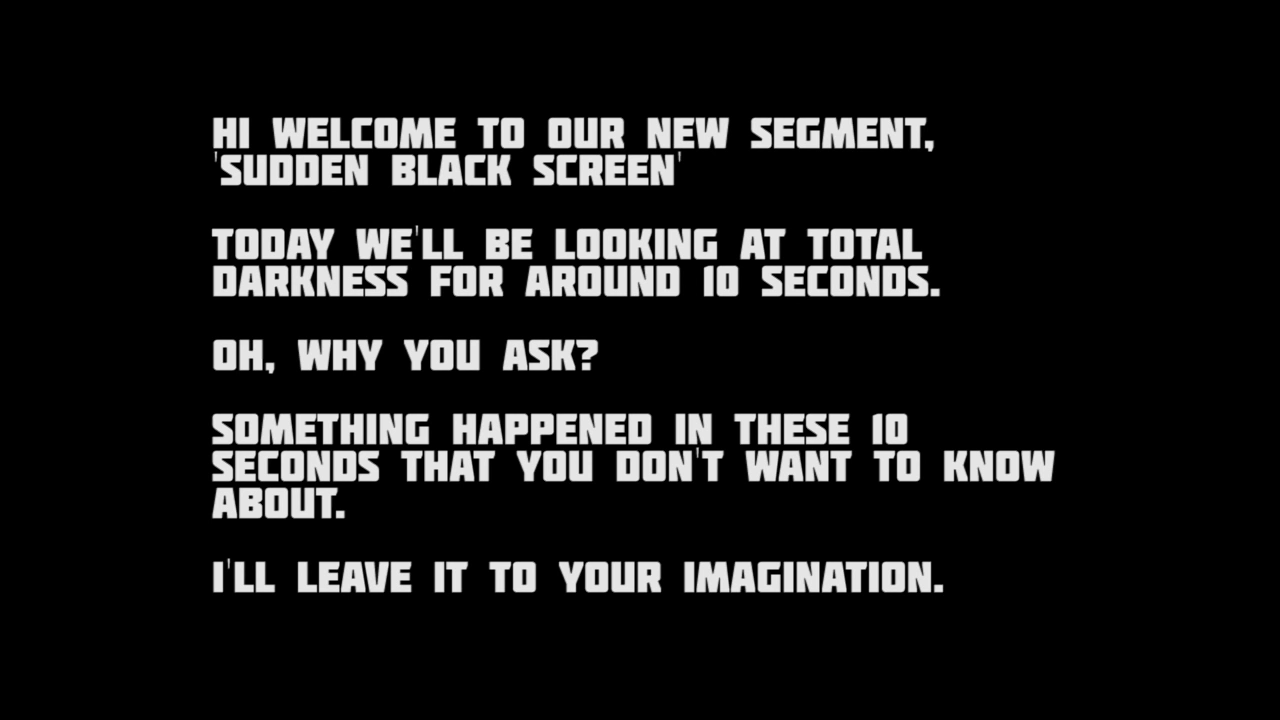 HI WELCOME TO OUR NEW SEGMENT,
'SUDDEN BLACK SCREEN'
TODAY WE'LL BE LOOKING AT TOTAL
DARKNESS FOR AROUND 10 SECONDS.
OH, WHY YOU ASK?
SOMETHING HAPPENED IN THESE 10
SECONDS THAT YOU DON'T WANT TO KNOW
ABOUT.
I'LL LEAVE IT TO YOUR IMAGINATION.